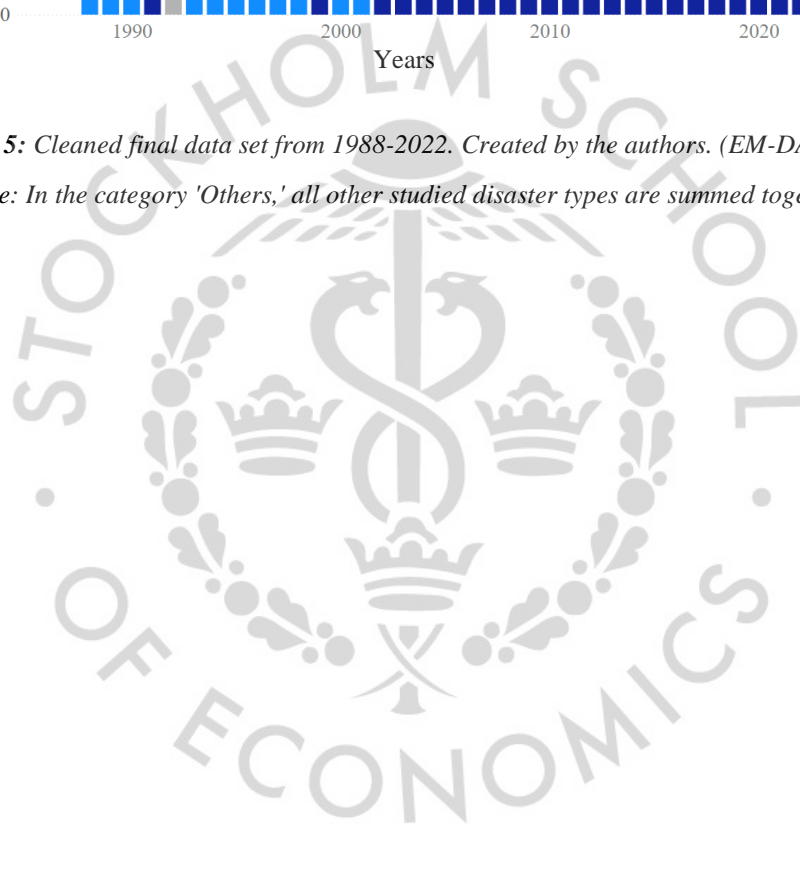 0
1990 2000 2010 2020
Years
5: Cleaned final data set from 1988-2022. Created by the authors. (EM-DA
e: In the category 'Others,' all other studied disaster types are summed toge
STOCKHOLM SCHOOL
OF ECONOMICS